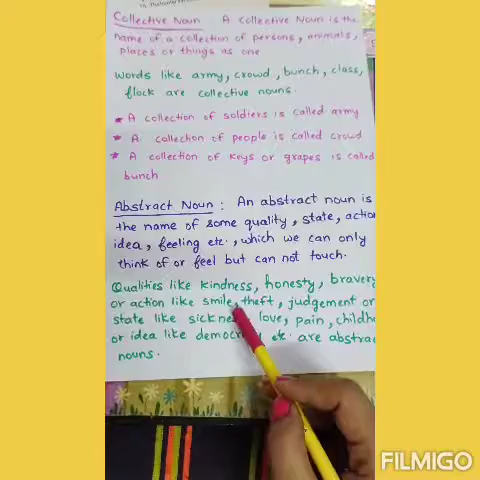 Collective Noun : A collective Noun is the
name of a collection of persons, animals,
places or things as one
Words like army, crowd, bunch, class,
flock are collective nouns.
★ A collection of soldiers is called army
★ A collection of people is called crowd
★ A collection of keys or grapes is called
bunch
Abstract Noun : An abstract noun is
the name of some quality, state, action
idea, feeling etc., which we can only
think of or feel but can not touch.
Qualities like kindness, honesty, bravery
or action like smile, theft, judgement or
state like love, pain,
or idea like etc. are
nouns.
FILMIGO